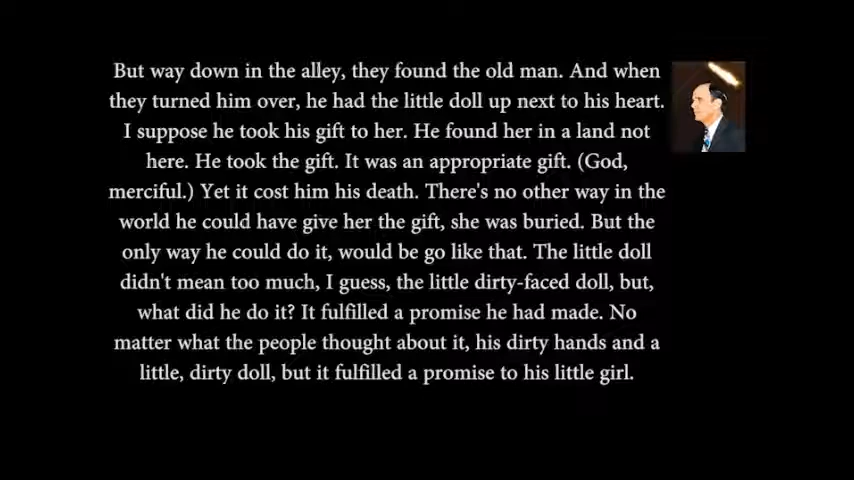 But way down in the alley, they found the old man. And when
they turned him over, he had the little doll up next to his heart.
I suppose he took his gift to her. He found her in a land not
here. He took the gift. It was an appropriate gift. (God,
merciful.) Yet it cost him his death. There's no other way in the
world he could have give her the gift, she was buried. But the
only way he could do it, would be go like that. The little doll
didn't mean too much, I guess, the little dirty-faced doll, but,
what did he do it? It fulfilled a promise he had made. No
matter what the people thought about it, his dirty hands and a
little, dirty doll, but it fulfilled a promise to his little girl.